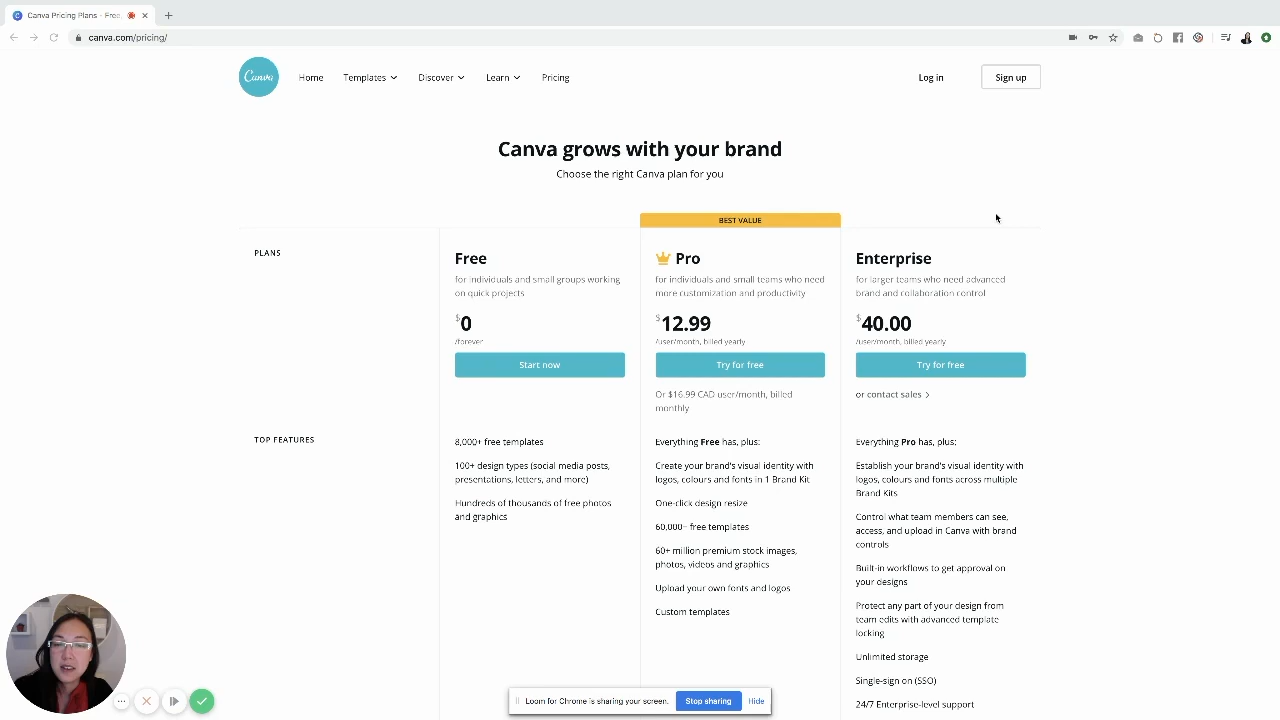 Canva Pricing Plans - Free,
canva.com/pricing/
Canva
Home
Templates
Discover
Learn
Pricing
Log in
Sign up
Canva grows with your brand
Choose the right Canva plan for you
BEST VALUE
PLANS
Free
for individuals and small groups working
on quick projects
$0
/forever
Start now
Pro
for individuals and small teams who need
more customization and productivity
$12.99
/user/month, billed yearly
Try for free
Or $16.99 CAD user/month, billed
monthly
Enterprise
for larger teams who need advanced
brand and collaboration control
$40.00
/user/month, billed yearly
Try for free
or contact sales >
TOP FEATURES
8,000+ free templates
100+ design types (social media posts,
presentations, letters, and more)
Hundreds of thousands of free photos
and graphics
Everything Free has, plus:
Create your brand's visual identity with
logos, colours and fonts in 1 Brand Kit
One-click design resize
60,000+ free templates
60+ million premium stock images,
photos, videos and graphics
Upload your own fonts and logos
Custom templates
Everything Pro has, plus:
Establish your brand's visual identity with
logos, colours and fonts across multiple
Brand Kits
Control what team members can see,
access, and upload in Canva with brand
controls
Built-in workflows to get approval on
your designs
Protect any part of your design from
team edits with advanced template
locking
Unlimited storage
Single-sign on (SSO)
24/7 Enterprise-level support
Loom for Chrome is sharing your screen.
Stop sharing
Hide